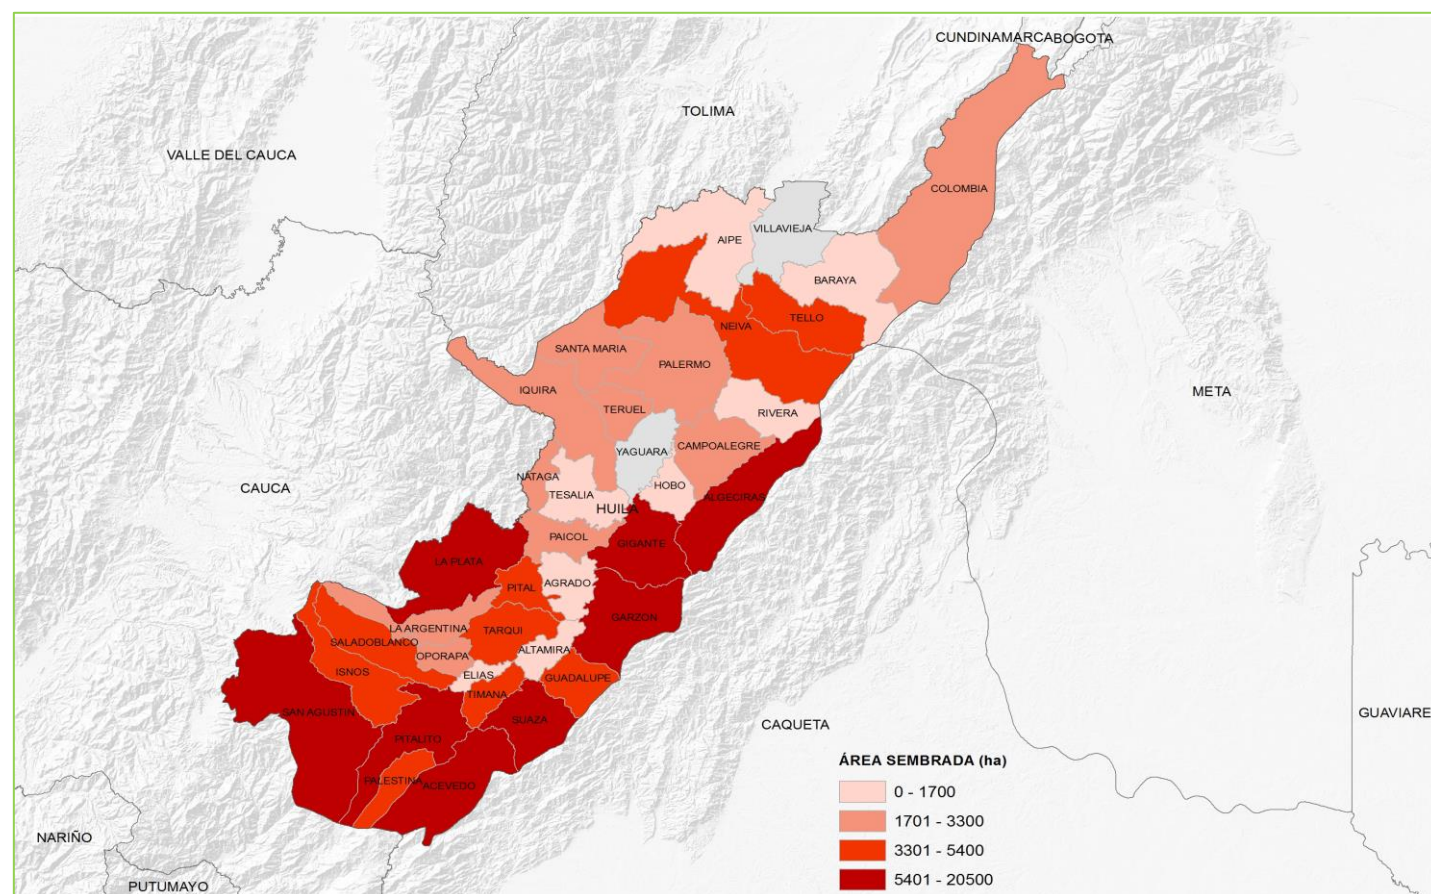 CUNDINAMARCA
BOGOTA
TOLIMA
VALLE DEL CAUCA
COLOMBIA
VILLAVIEJA
AIPE
BARAYA
TELLO
NEIVA
SANTA MARIA
PALERMO
IQUIRA
META
TERUEL
RIVERA
CAMPOALEGRE
YAGUARA
NATAGA
HOBO
CAUCA
TESALIA
ALGECIRAS
HUILA
PAICOL
GIGANTE
LA PLATA
AGRADO
PITAL
GARZON
LA ARGENTINA
TARQUI
SALADOBLANCO
ALTAMIRA
OPORAPA
ISNOS
ELIAS
GUADALUPE
TIMANA
SAN AGUSTIN
SUAZA
GUAVIARE
CAQUETA
PITALITO
PALESTINA
ACEVEDO
NARIÑO
PUTUMAYO
ÁREA SEMBRADA (ha)
0 - 1700
1701 - 3300
3301 - 5400
5401 - 20500